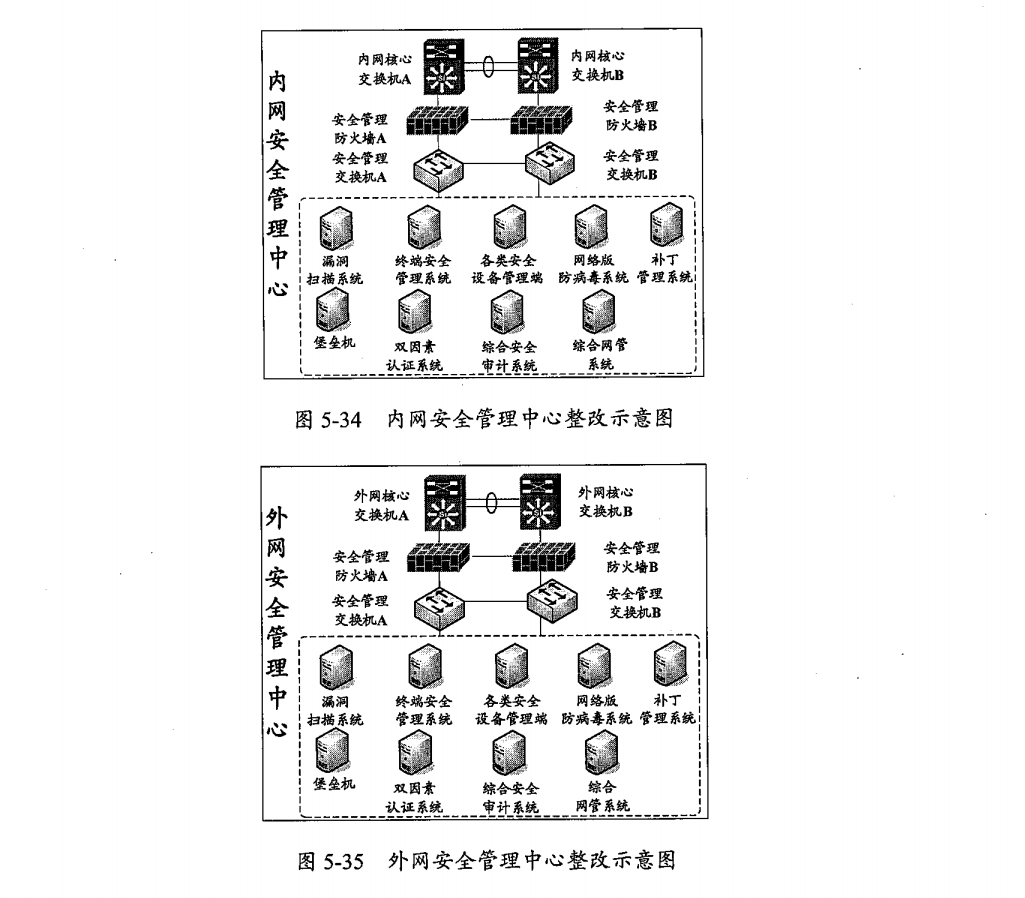 内网安全管理中心
内网核心
交换机A
内网核心
交换机B
安全管理
防火墙A
安全管理
防火墙B
安全管理
交换机A
安全管理
交换机B
漏洞
扫描系统
终端安全
管理系统
各类安全
设备管理端
网络版
防病毒系统
补丁
管理系统
堡垒机
双因素
认证系统
综合安全
审计系统
综合网管
系统
图 5-34 内网安全管理中心整改示意图
外网安全管理中心
外网核心
交换机A
外网核心
交换机B
安全管理
防火墙A
安全管理
防火墙B
安全管理
交换机A
安全管理
交换机B
漏洞
扫描系统
终端安全
管理系统
各类安全
设备管理端
网络版
防病毒系统
补丁
管理系统
堡垒机
双因素
认证系统
综合安全
审计系统
综合
网管系统
图 5-35 外网安全管理中心整改示意图